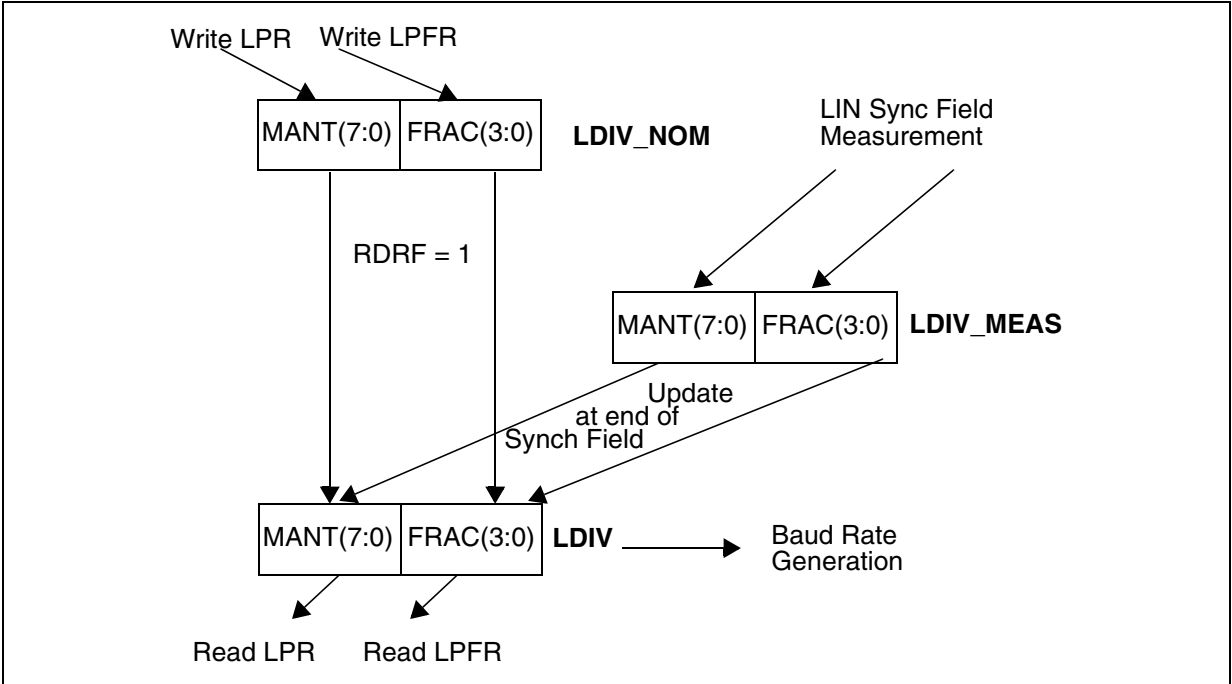 Write LPR
Write LPFR
MANT(7:0)
FRAC(3:0)
LDIV_NOM
LIN Sync Field
Measurement
RDRF = 1
MANT(7:0)
FRAC(3:0)
LDIV_MEAS
Update
at end of
Synch Field
MANT(7:0)
FRAC(3:0)
LDIV
Baud Rate
Generation
Read LPR
Read LPFR